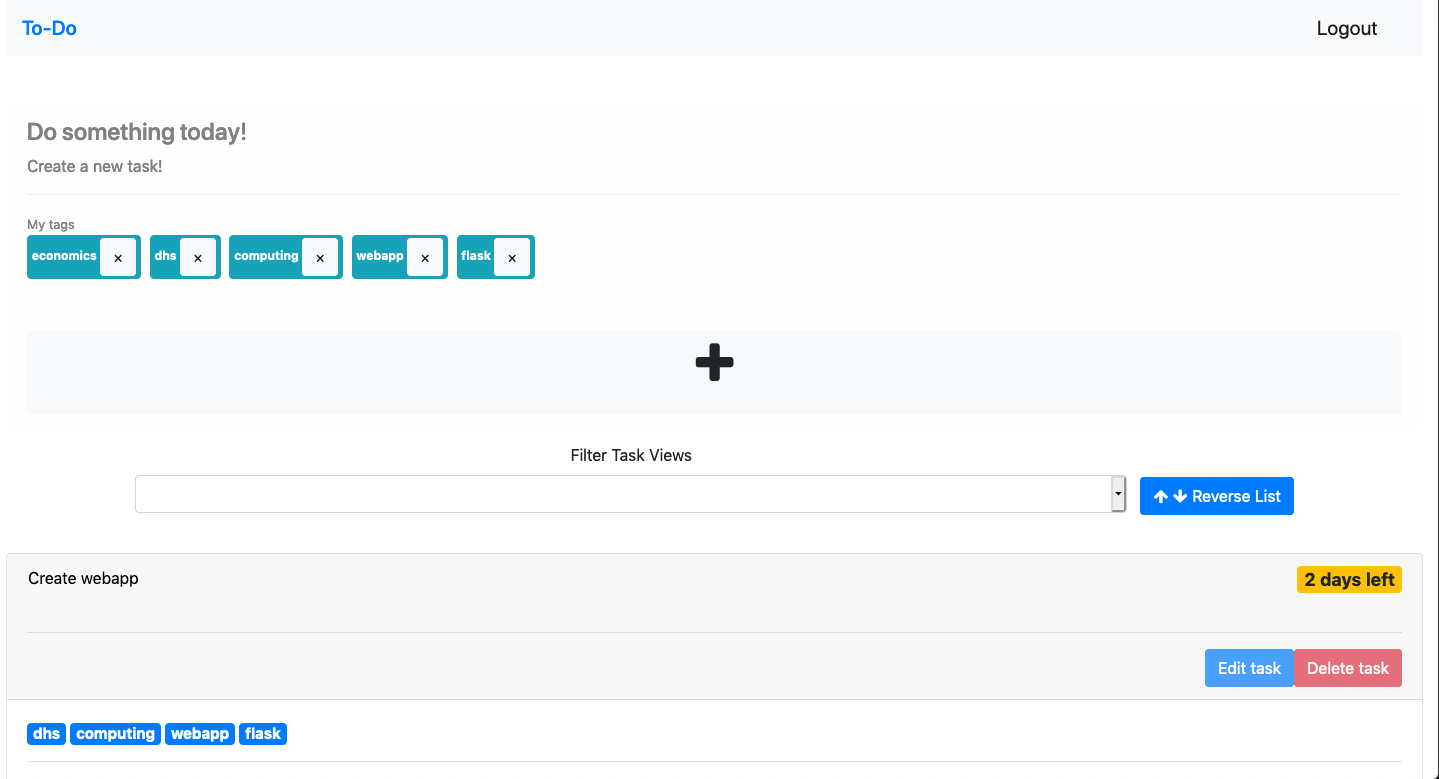 To-Do Logout
Do something today!
Create a new task!
My tags
economics × dhs × computing × webapp × flask ×
Filter Task Views
Reverse List
Create webapp 2 days left
Edit task Delete task
dhs computing webapp flask